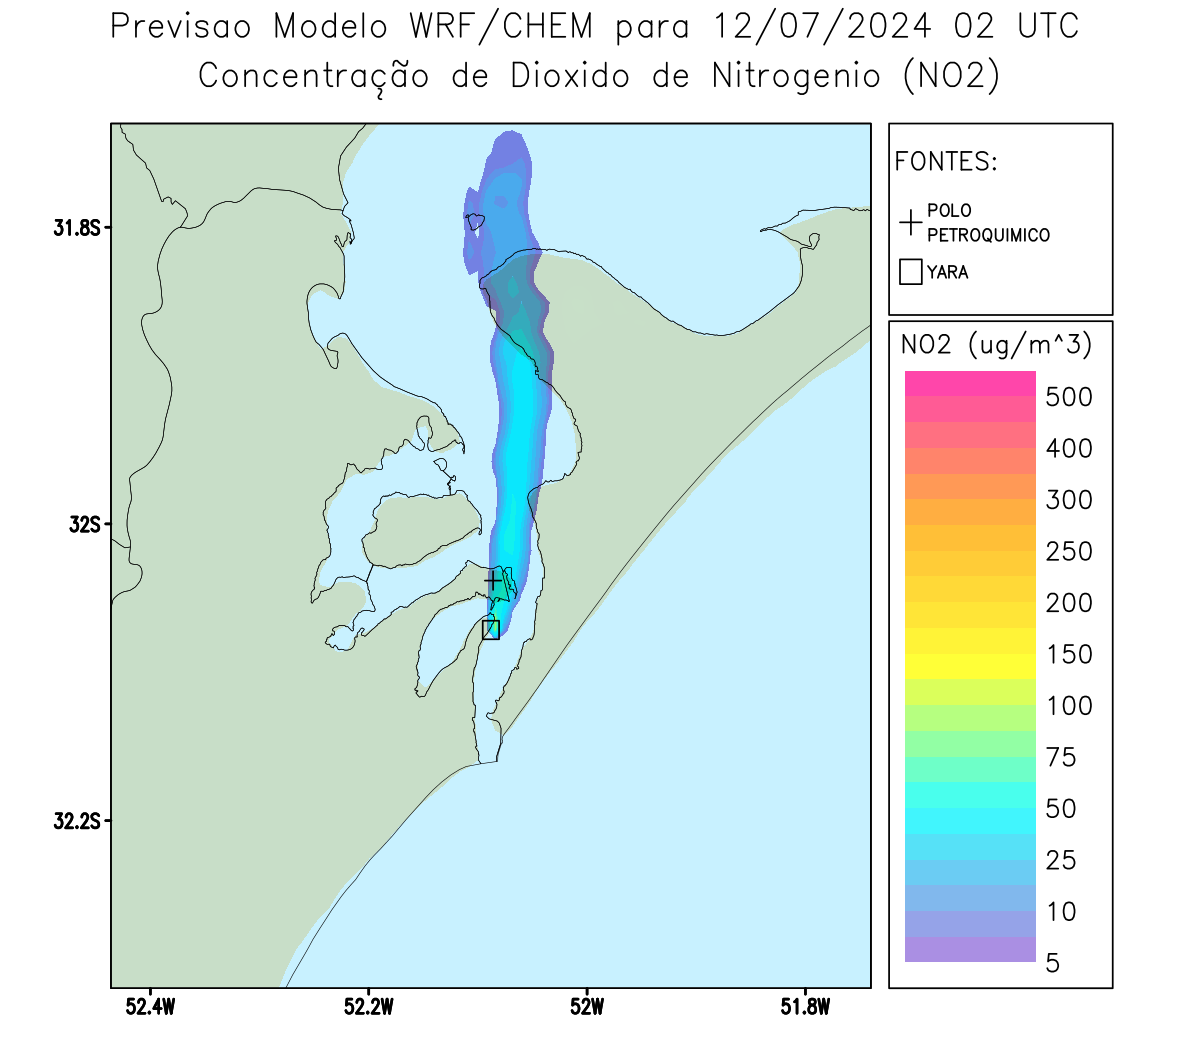 Previsao Modelo WRF/CHEM para 12/07/2024 02 UTC
Concentração de Dioxido de Nitrogenio (NO2)
FONTES:
POLO
PETROQUIMICO
YARA
NO2 (ug/m^3)
500
400
300
250
200
150
100
75
50
25
10
5
31.8S
32S
32.2S
52.4W
52.2W
52W
51.8W